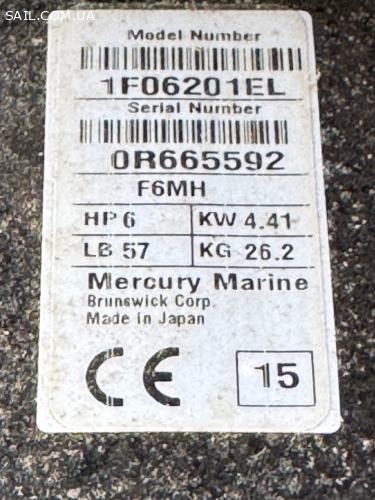 SAIL.COM.UA
Model Number
1F06201EL
Serial Number
0R665592
F6MH
HP 6 KW 4.41
LB 57 KG 26.2
Mercury Marine
Brunswick Corp.
Made in Japan
CE 15